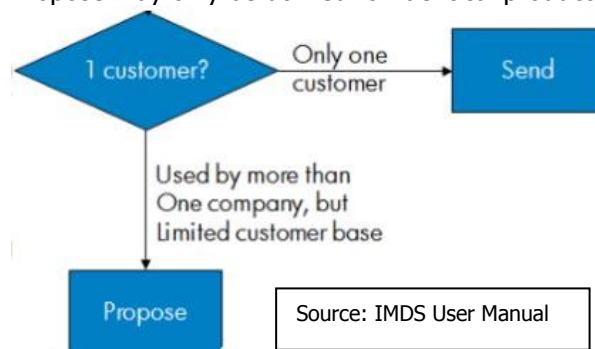 1 customer?
Only one
customer
Send
Used by more than
One company, but
Limited customer base
Propose
Source: IMDS User Manual